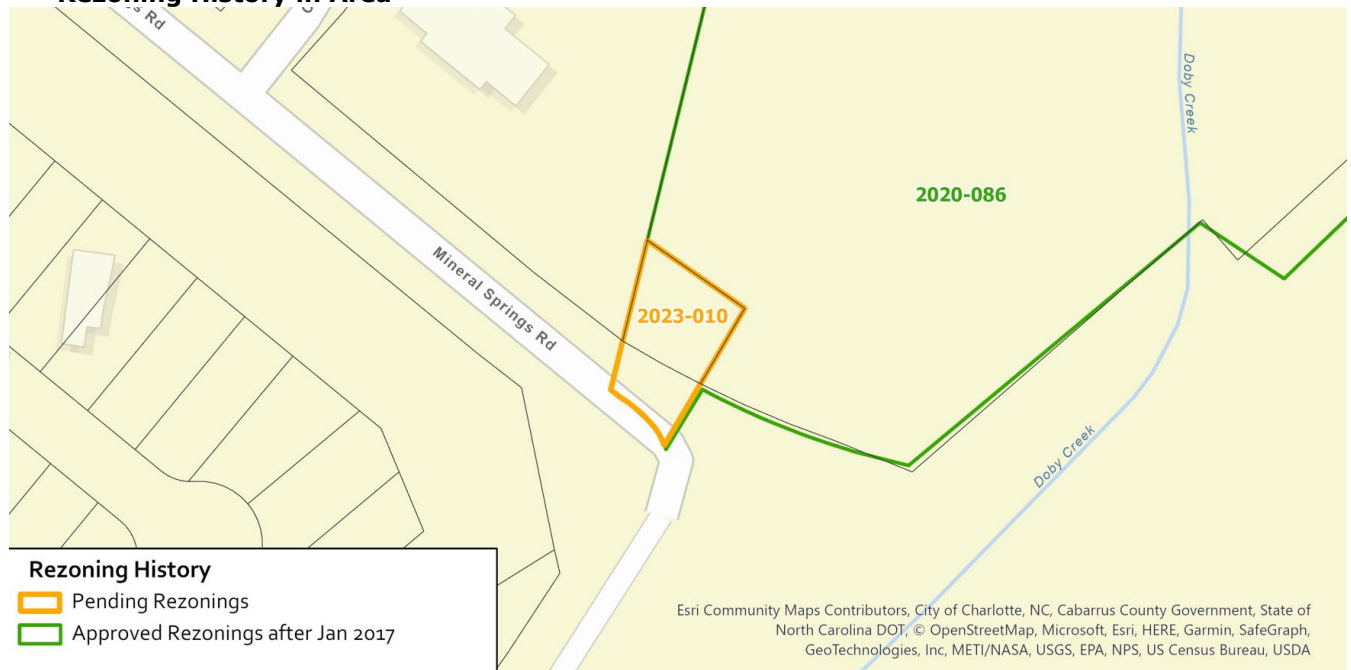 Rezoning History in Area
Rd
Doby Creek
2020-086
Mineral Springs Rd
2023-010
Doby Creek
Rezoning History
Pending Rezonings
Approved Rezonings after Jan 2017
Esri Community Maps Contributors, City of Charlotte, NC, Cabarrus County Government, State of
North Carolina DOT, © OpenStreetMap, Microsoft, Esri, HERE, Garmin, SafeGraph,
GeoTechnologies, Inc, METI/NASA, USGS, EPA, NPS, US Census Bureau, USDA